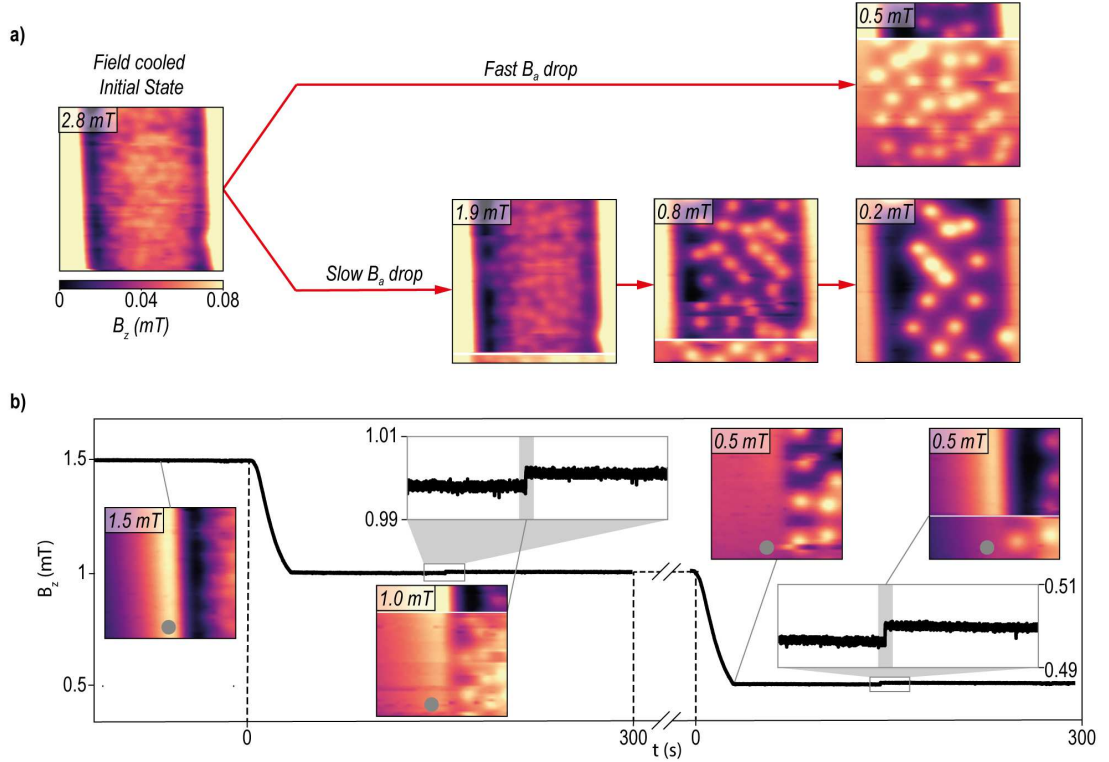 a)
Field cooled
Initial State
2.8 mT
0
0.04
0.08
B_z (mT)
Fast B_a drop
0.5 mT
Slow B_a drop
1.9 mT
0.8 mT
0.2 mT
b)
B_z (mT)
1.5
1
0.5
1.5 mT
1.01
0.99
1.0 mT
0.5 mT
0.5 mT
0.51
0.49
0
300
0
300
t (s)